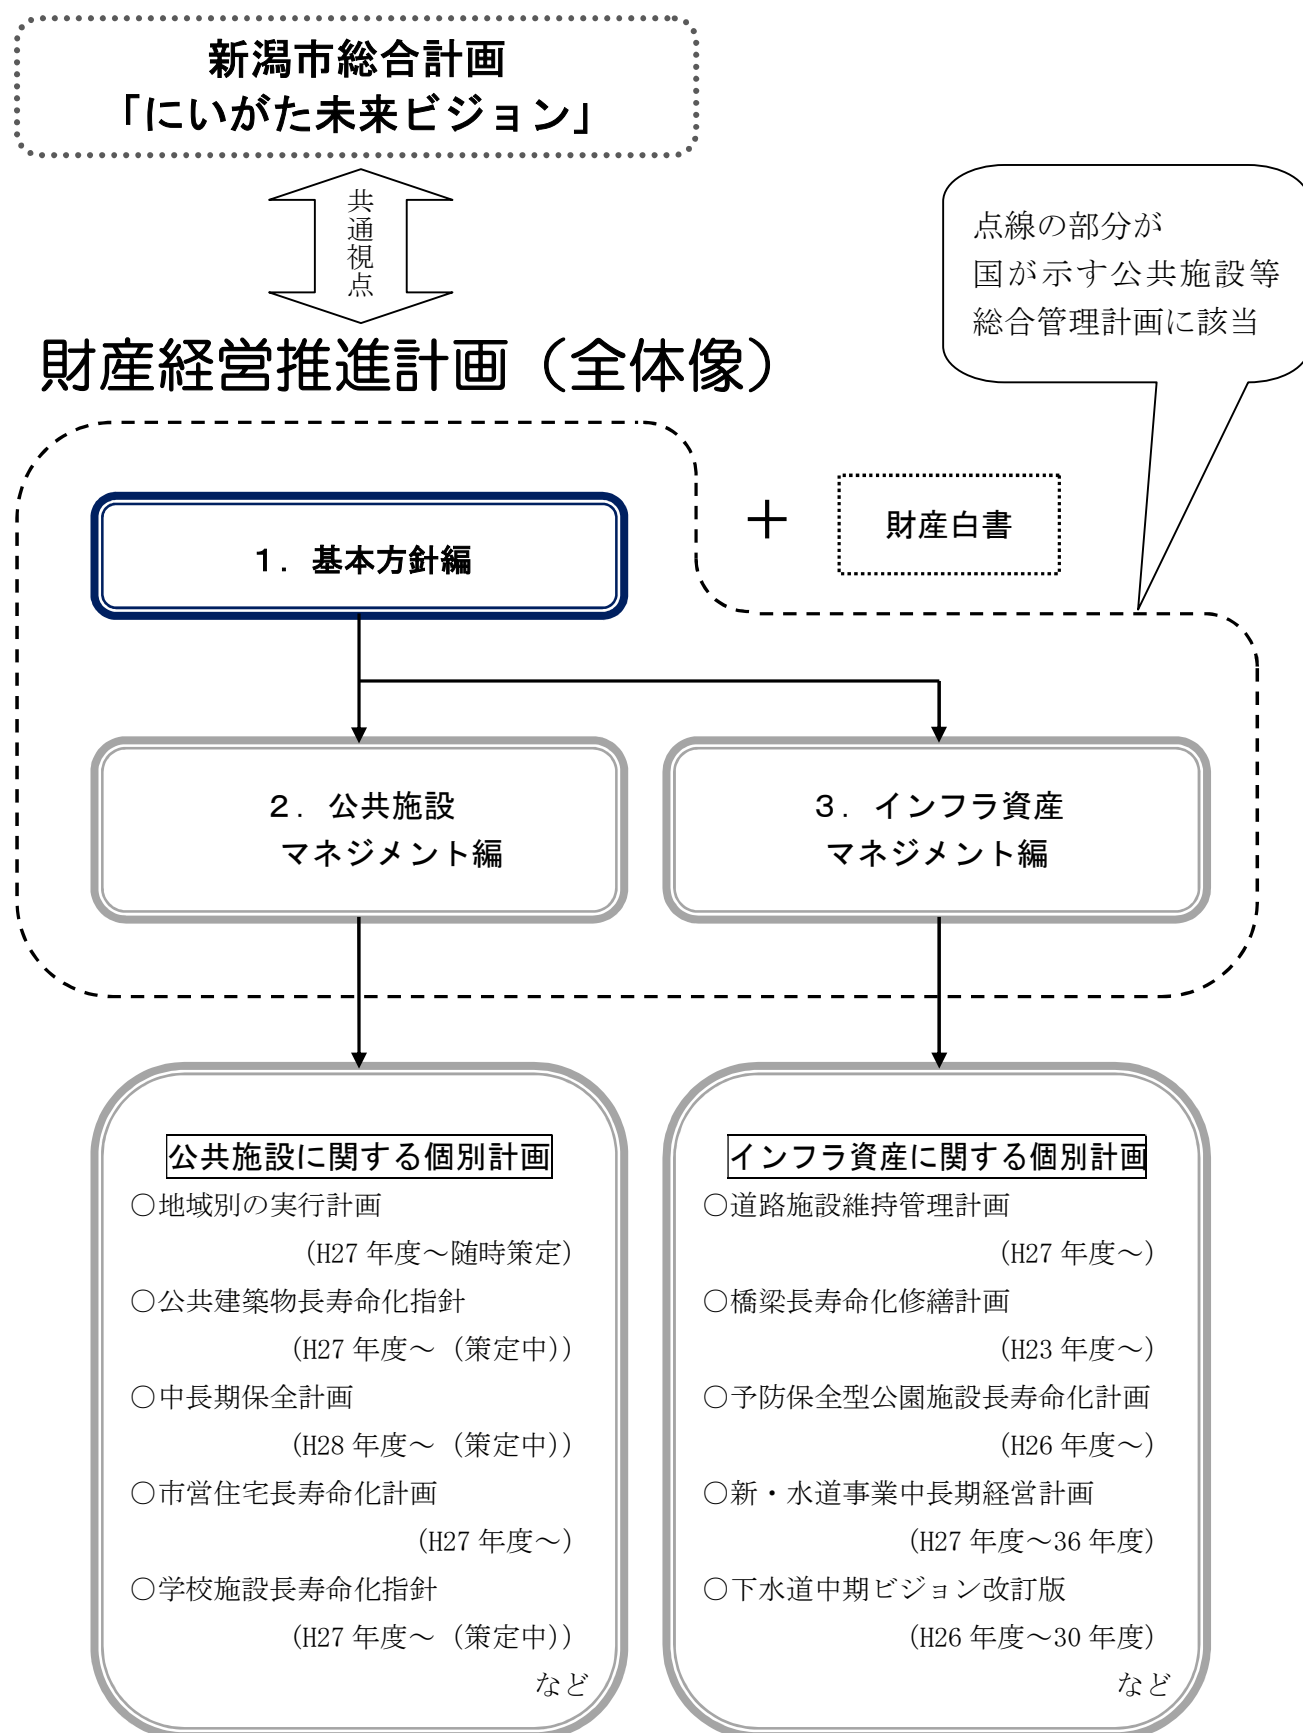 新潟市総合計画
「にいがた未来ビジョン」
共通視点
点線の部分が
国が示す公共施設等
総合管理計画に該当
財産経営推進計画（全体像）
１．基本方針編
＋
財産白書
２．公共施設
マネジメント編
３．インフラ資産
マネジメント編
公共施設に関する個別計画
○地域別の実行計画
（H27 年度～随時策定）
○公共建築物長寿命化指針
（H27 年度～（策定中））
○中長期保全計画
（H28 年度～（策定中））
○市営住宅長寿命化計画
（H27 年度～）
○学校施設長寿命化指針
（H27 年度～（策定中））
など
インフラ資産に関する個別計画
○道路施設維持管理計画
（H27 年度～）
○橋梁長寿命化修繕計画
（H23 年度～）
○予防保全型公園施設長寿命化計画
（H26 年度～）
○新・水道事業中長期経営計画
（H27 年度～36 年度）
○下水道中期ビジョン改訂版
（H26 年度～30 年度）
など